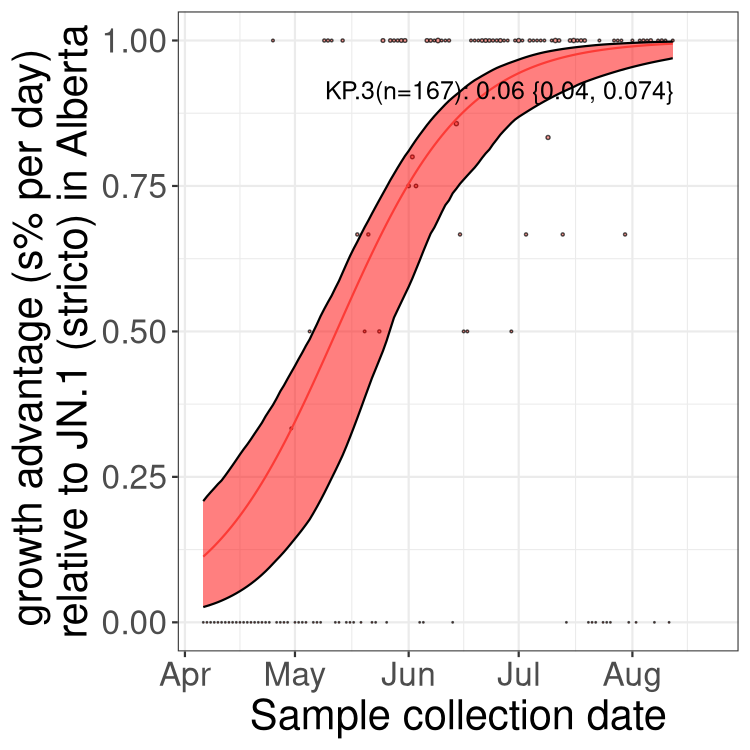 growth advantage (s% per day)
relative to JN.1 (stricto) in Alberta
1.00
0.75
0.50
0.25
0.00
KP.3(n=167): 0.06 {0.04, 0.074}
Apr May Jun Jul Aug
Sample collection date